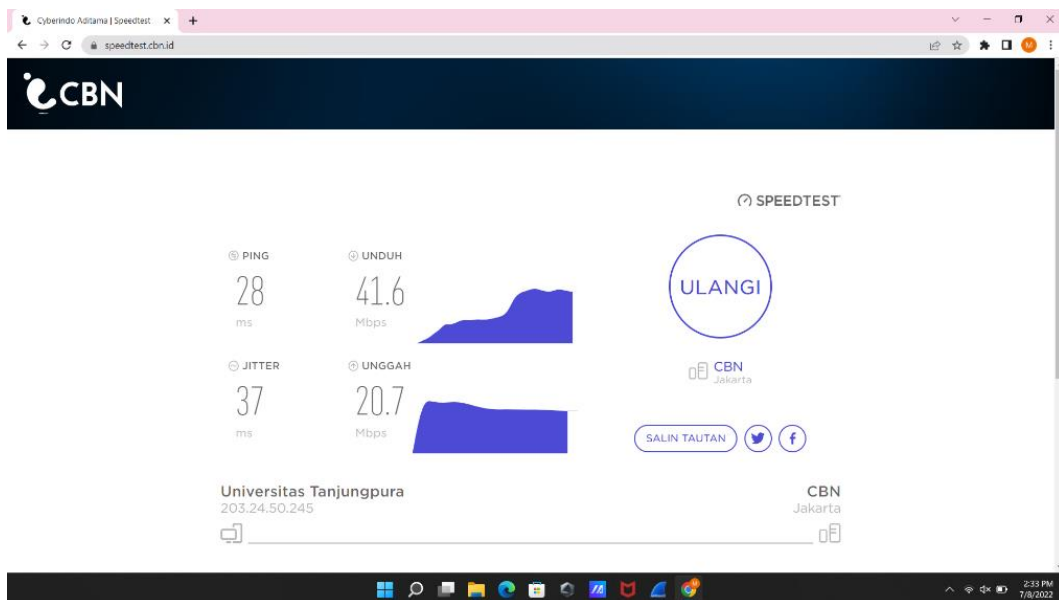 Cyberindo Aditama | Speedtest
speedtest.cbn.id
M
CBN
SPEEDTEST
PING
28
ms
UNDUH
41.6
Mbps
ULANGI
JITTER
37
ms
UNGGAH
20.7
Mbps
CBN
Jakarta
SALIN TAUTAN
Universitas Tanjungpura
203.24.50.245
CBN
Jakarta
2:33 PM
7/8/2022